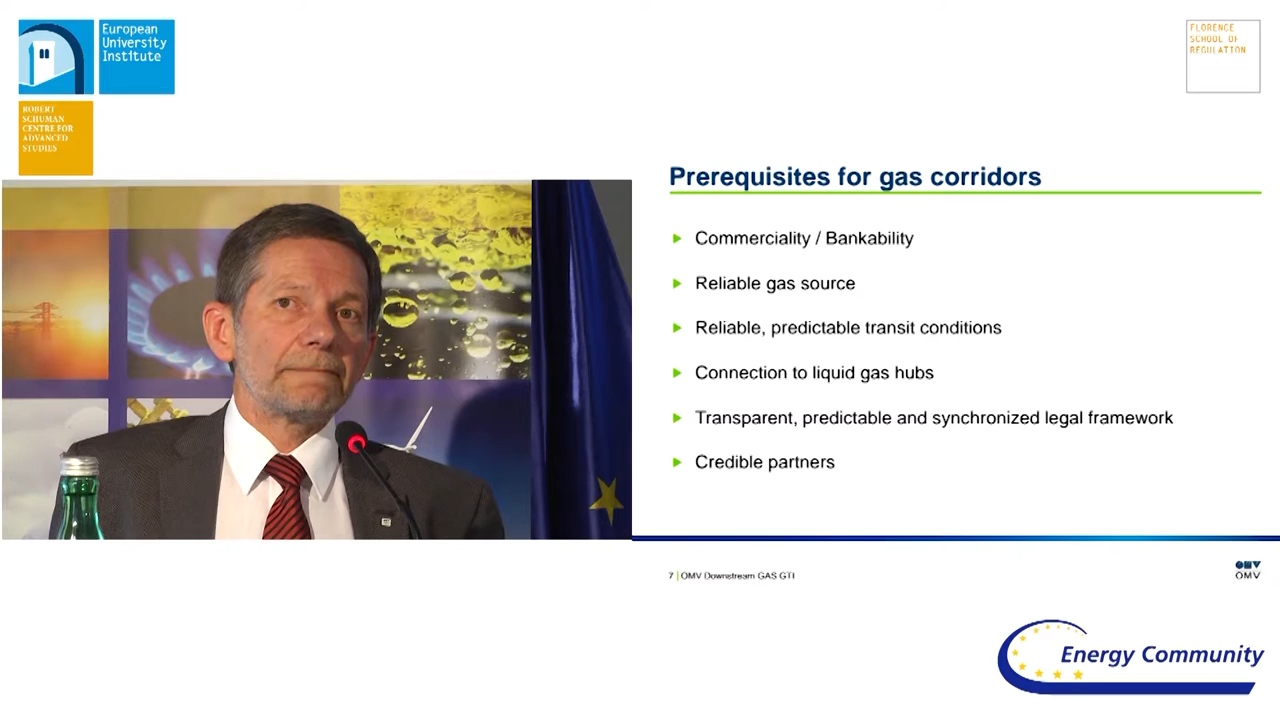 European
University
Institute
ROBERT
SCHUMAN
CENTRE FOR
ADVANCED
STUDIES
FLORENCE
SCHOOL OF
REGULATION
Prerequisites for gas corridors
Commerciality / Bankability
Reliable gas source
Reliable, predictable transit conditions
Connection to liquid gas hubs
Transparent, predictable and synchronized legal framework
Credible partners
7 | OMV Downstream GAS GTI
OMV
OMV
Energy Community